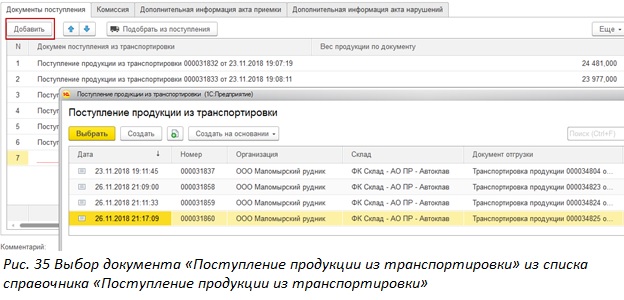 Документы поступления Комиссия Дополнительная информация акта приемки Дополнительная информация акта нарушений
Добавить Подобрать из поступления Еще
N Докумен поступления из транспортировки Вес продукции по документу
1 Поступление продукции из транспортировки 000031832 от 23.11.2018 19:07:19 24 481,000
2 Поступление продукции из транспортировки 000031833 от 23.11.2018 19:08:11 23 977,000
3 Пост
4 Пост
5 Пост
6 Пост
7
Поступление продукции из транспортировки (1С:Предприятие)
Поступление продукции из транспортировки
Выбрать Создать Создать на основании Поиск (Ctrl+F)
Дата Номер Организация Склад Документ отгрузки
23.11.2018 19:11:45 000031837 ООО Маломырский рудник ФК Склад - АО ПР - Автоклав Транспортировка продукции 000034804 о...
26.11.2018 21:09:00 000031858 ООО Маломырский рудник ФК Склад - АО ПР - Автоклав Транспортировка продукции 000034823 о...
26.11.2018 21:11:33 000031859 ООО Маломырский рудник ФК Склад - АО ПР - Автоклав Транспортировка продукции 000034824 о...
26.11.2018 21:17:09 000031860 ООО Маломырский рудник ФК Склад - АО ПР - Автоклав Транспортировка продукции 000034825 о...
Комментарий:
Рис. 35 Выбор документа «Поступление продукции из транспортировки» из списка
справочника «Поступление продукции из транспортировки»